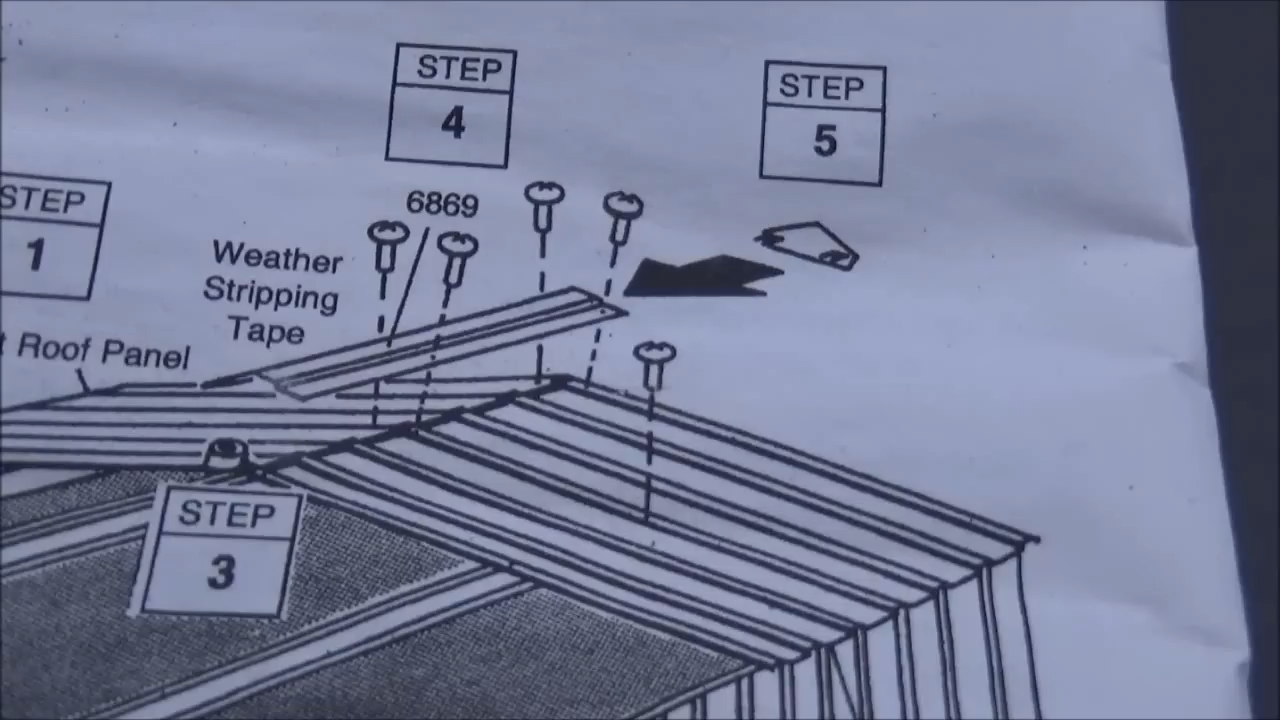 STEP
4
STEP
5
STEP
1
6869
Weather
Stripping
Tape
Roof Panel
STEP
3